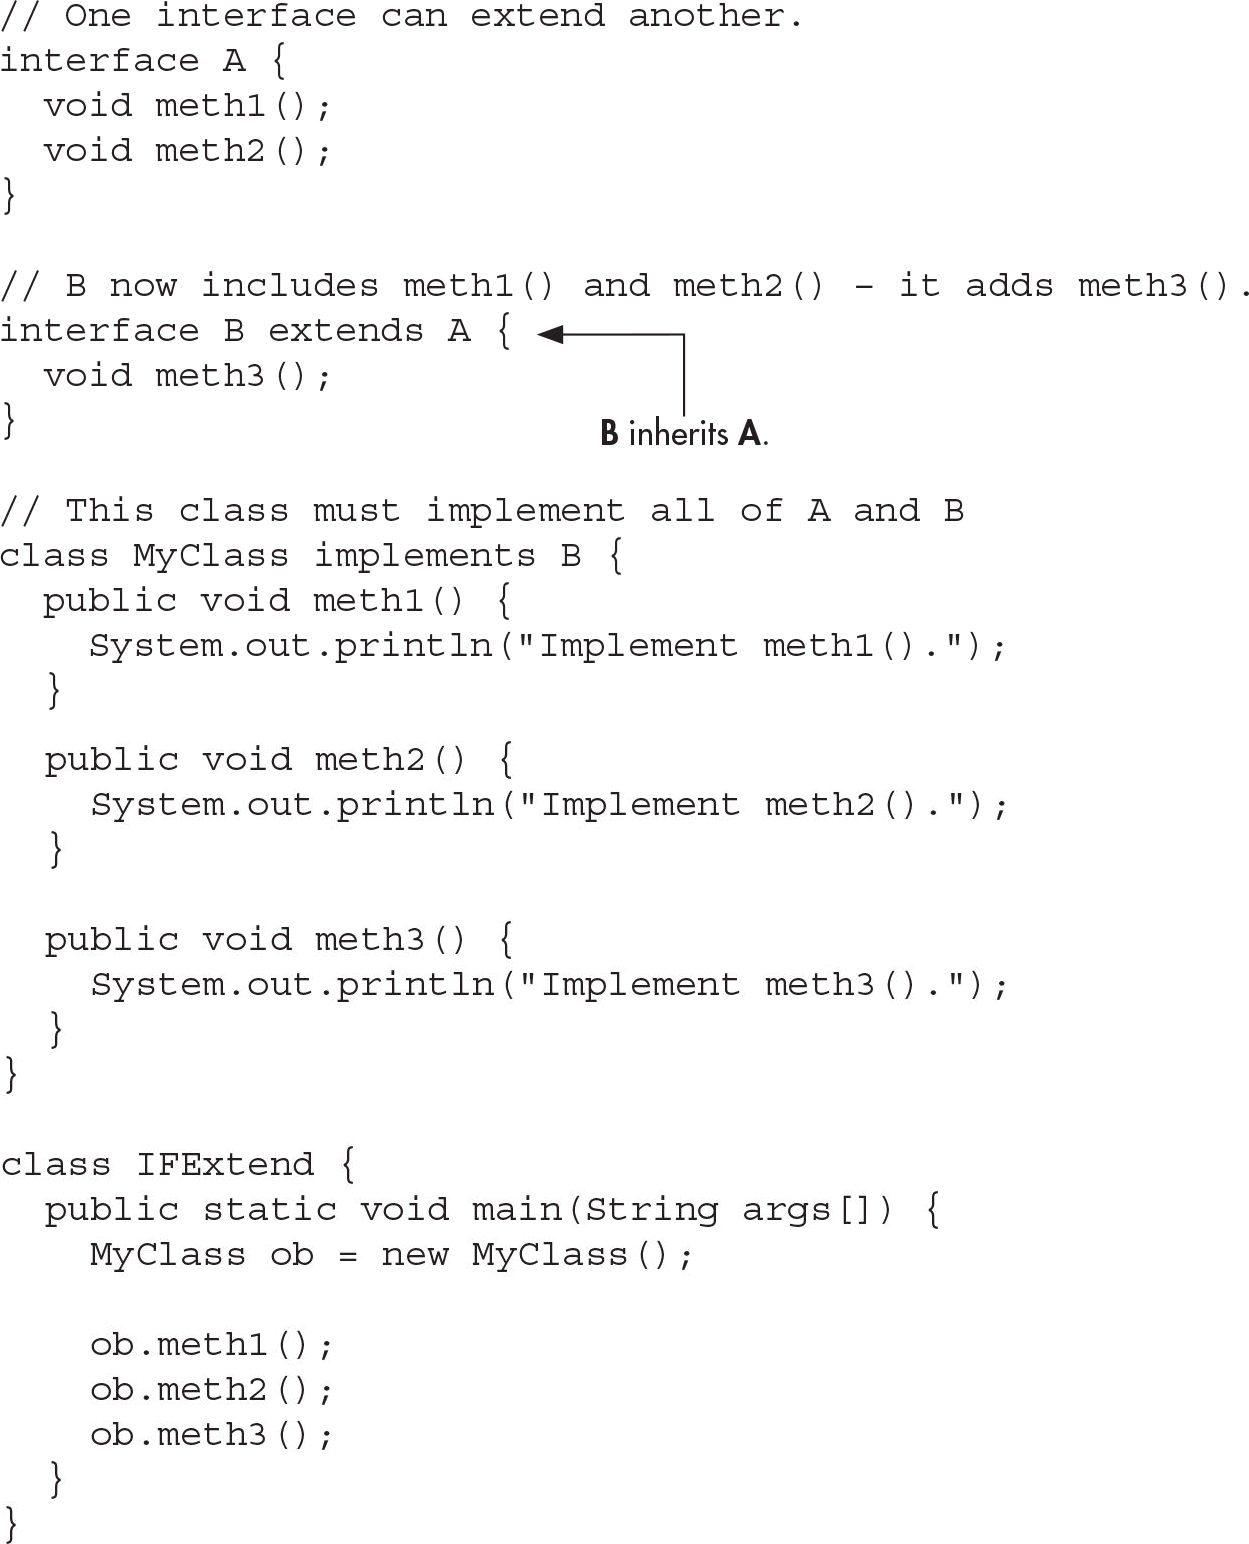 // One interface can extend another.
interface A {
  void meth1();
  void meth2();
}

// B now includes meth1() and meth2() – it adds meth3().
interface B extends A {
  void meth3();
}
B inherits A.

// This class must implement all of A and B
class MyClass implements B {
  public void meth1() {
    System.out.println("Implement meth1().");
  }

  public void meth2() {
    System.out.println("Implement meth2().");
  }

  public void meth3() {
    System.out.println("Implement meth3().");
  }
}

class IFExtend {
  public static void main(String args[]) {
    MyClass ob = new MyClass();

    ob.meth1();
    ob.meth2();
    ob.meth3();
  }
}